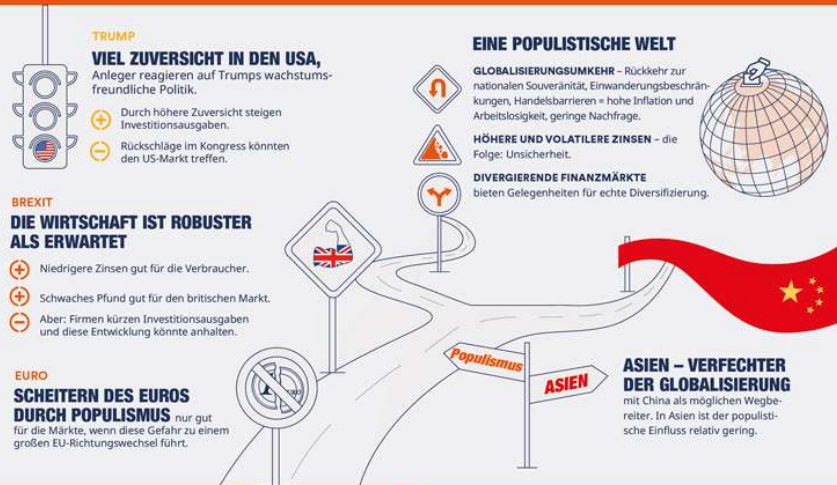 TRUMP
VIEL ZUVERSICHT IN DEN USA,
Anleger reagieren auf Trumps wachstums-
freundliche Politik.
Durch höhere Zuversicht steigen
Investitionsausgaben.
Rückschläge im Kongress könnten
den US-Markt treffen.
BREXIT
DIE WIRTSCHAFT IST ROBUSTER
ALS ERWARTET
Niedrigere Zinsen gut für die Verbraucher.
Schwaches Pfund gut für den britischen Markt.
Aber: Firmen kürzen Investitionsausgaben
und diese Entwicklung könnte anhalten.
EURO
SCHEITERN DES EUROS
DURCH POPULISMUS nur gut
für die Märkte, wenn diese Gefahr zu einem
großen EU-Richtungswechsel führt.
EINE POPULISTISCHE WELT
GLOBALISIERUNGSUMKEHR – Rückkehr zur
nationalen Souveränität, Einwanderungsbeschrän-
kungen, Handelsbarrieren = hohe Inflation und
Arbeitslosigkeit, geringe Nachfrage.
HÖHERE UND VOLATILERE ZINSEN – die
Folge: Unsicherheit.
DIVERGIERENDE FINANZMÄRKTE
bieten Gelegenheiten für echte Diversifizierung.
Populismus
ASIEN
ASIEN – VERFECHTER
DER GLOBALISIERUNG
mit China als möglichen Wegbe-
reiter. In Asien ist der populisti-
sche Einfluss relativ gering.